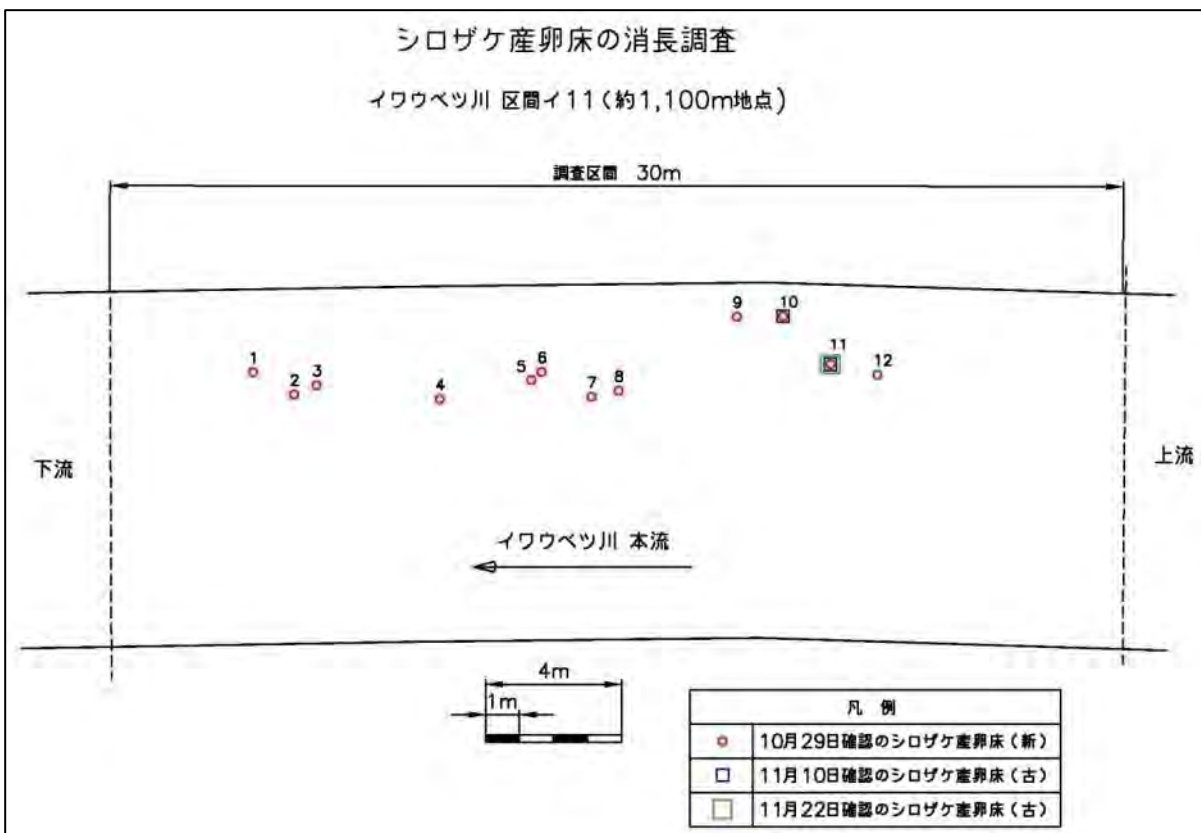 シロザケ産卵床の消長調査
イワウベツ川 区間イ11(約1,100m地点)
調査区間 30m
9 10
1 2 3 4 5 6 7 8 11 12
下流
上流
イワウベツ川 本流
4m
1m
凡 例
10月29日確認のシロザケ産卵床(新)
11月10日確認のシロザケ産卵床(古)
11月22日確認のシロザケ産卵床(古)